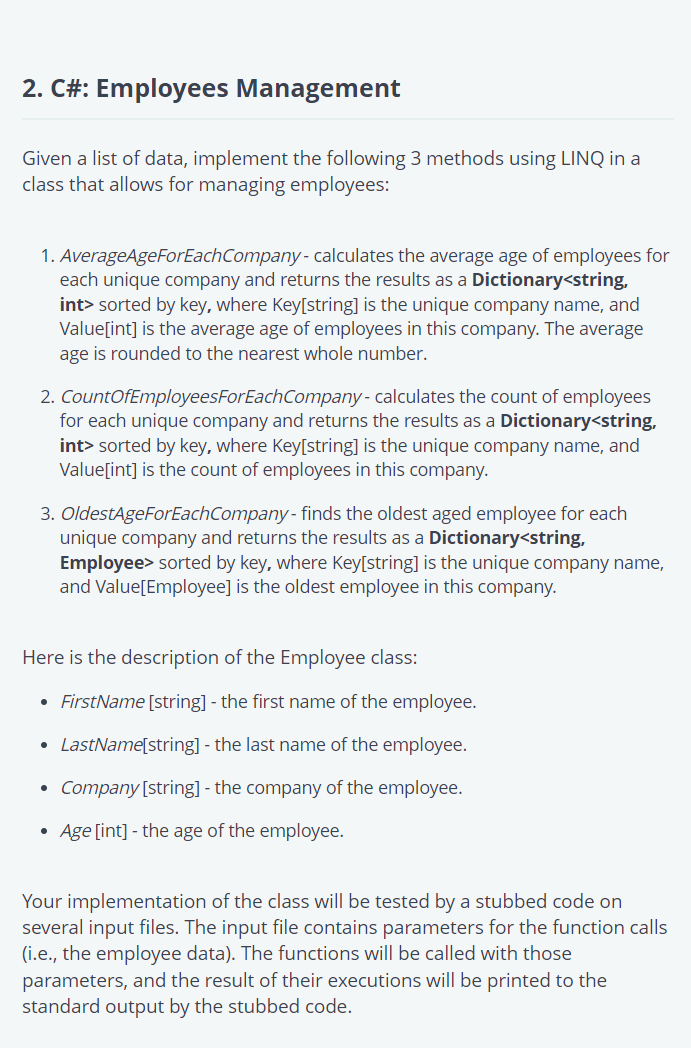 2. C#: Employees Management
Given a list of data, implement the following 3 methods using LINQ in a
class that allows for managing employees:
1. AverageAgeForEachCompany - calculates the average age of employees for
each unique company and returns the results as a Dictionary<string,
int> sorted by key, where Key[string] is the unique company name, and
Value[int] is the average age of employees in this company. The average
age is rounded to the nearest whole number.
2. CountOfEmployeesForEachCompany - calculates the count of employees
for each unique company and returns the results as a Dictionary<string,
int> sorted by key, where Key[string] is the unique company name, and
Value[int] is the count of employees in this company.
3. OldestAgeForEachCompany - finds the oldest aged employee for each
unique company and returns the results as a Dictionary<string,
Employee> sorted by key, where Key[string] is the unique company name,
and Value[Employee] is the oldest employee in this company.
Here is the description of the Employee class:
• FirstName [string] - the first name of the employee.
• LastName[string] - the last name of the employee.
• Company [string] - the company of the employee.
• Age [int] - the age of the employee.
Your implementation of the class will be tested by a stubbed code on
several input files. The input file contains parameters for the function calls
(i.e., the employee data). The functions will be called with those
parameters, and the result of their executions will be printed to the
standard output by the stubbed code.